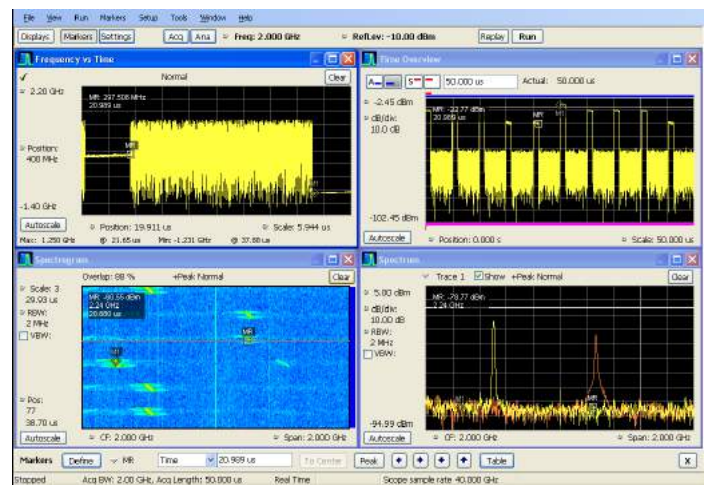 File View Run Markers Setup Tools Window Help
Displays Markers Settings Acq Ana Freq: 2.000 GHz RefLev: -10.00 dBm Replay Run
Frequency vs Time
Normal Clear
2.20 GHz
MR: 297.508 MHz
20.989 us
Position:
400 MHz
MR
M1
-1.40 GHz
Autoscale Position: 19.911 us Scale: 5.944 us
Max: 1.250 GHz @ 21.65 us Min: -1.231 GHz @ 37.60 us
Time Overview
50.000 us Actual: 50.000 us
-2.45 dBm
MR: -22.77 dBm
20.989 us
dB/div:
10.0 dB
MR
M1
-102.45 dBm
Autoscale Position: 0.000 s Scale: 50.000 us
Spectrogram
Overlap: 88 % +Peak Normal Clear
Scale: 3
29.93 us
MR: -80.55 dBm
2.24 GHz
20.880 us
RBW:
2 MHz
VBW:
MR
M1
Pos:
77
38.70 us
Autoscale CF: 2.000 GHz Span: 2.000 GHz
Spectrum
Trace 1 Show +Peak Normal Clear
5.00 dBm
MR: -78.77 dBm
2.24 GHz
dB/div:
10.00 dB
RBW:
2 MHz
VBW:
M1
MR
-94.99 dBm
Autoscale CF: 2.000 GHz Span: 2.000 GHz
Markers Define MR Time 20.989 us To Center Peak Table X
Stopped Acq BW: 2.00 GHz, Acq Length: 50.000 us Real Time Scope sample rate 40.000 GHz